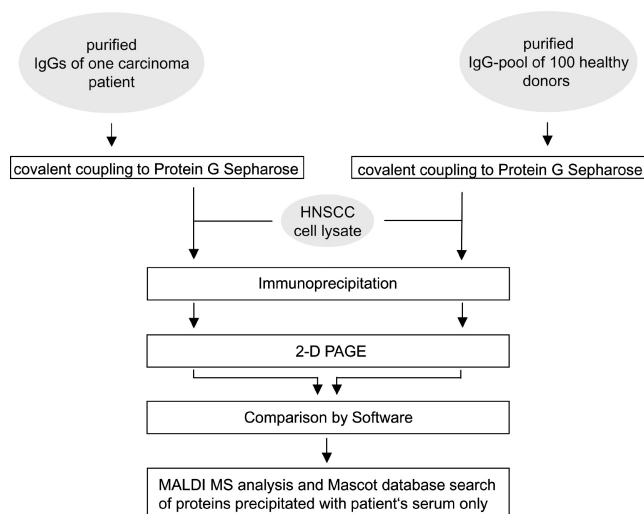 purified
IgGs of one carcinoma
patient
purified
IgG-pool of 100 healthy
donors
covalent coupling to Protein G Sepharose
covalent coupling to Protein G Sepharose
HNSCC
cell lysate
Immunoprecipitation
2-D PAGE
Comparison by Software
MALDI MS analysis and Mascot database search
of proteins precipitated with patient‘s serum only